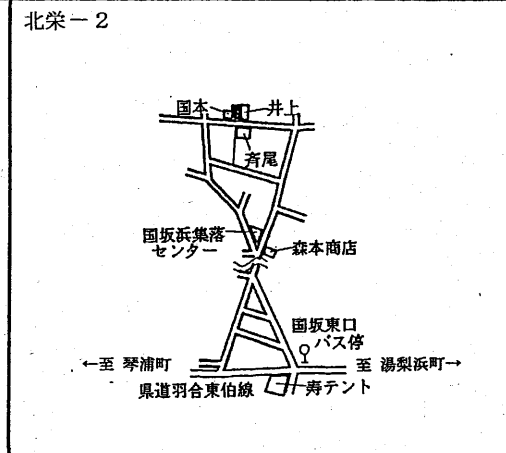 北栄－2
国本
井上
斉尾
国坂浜集落
センター
森本商店
国坂東口
バス停
←至 琴浦町
至 湯梨浜町→
県道羽合東伯線
寿テント